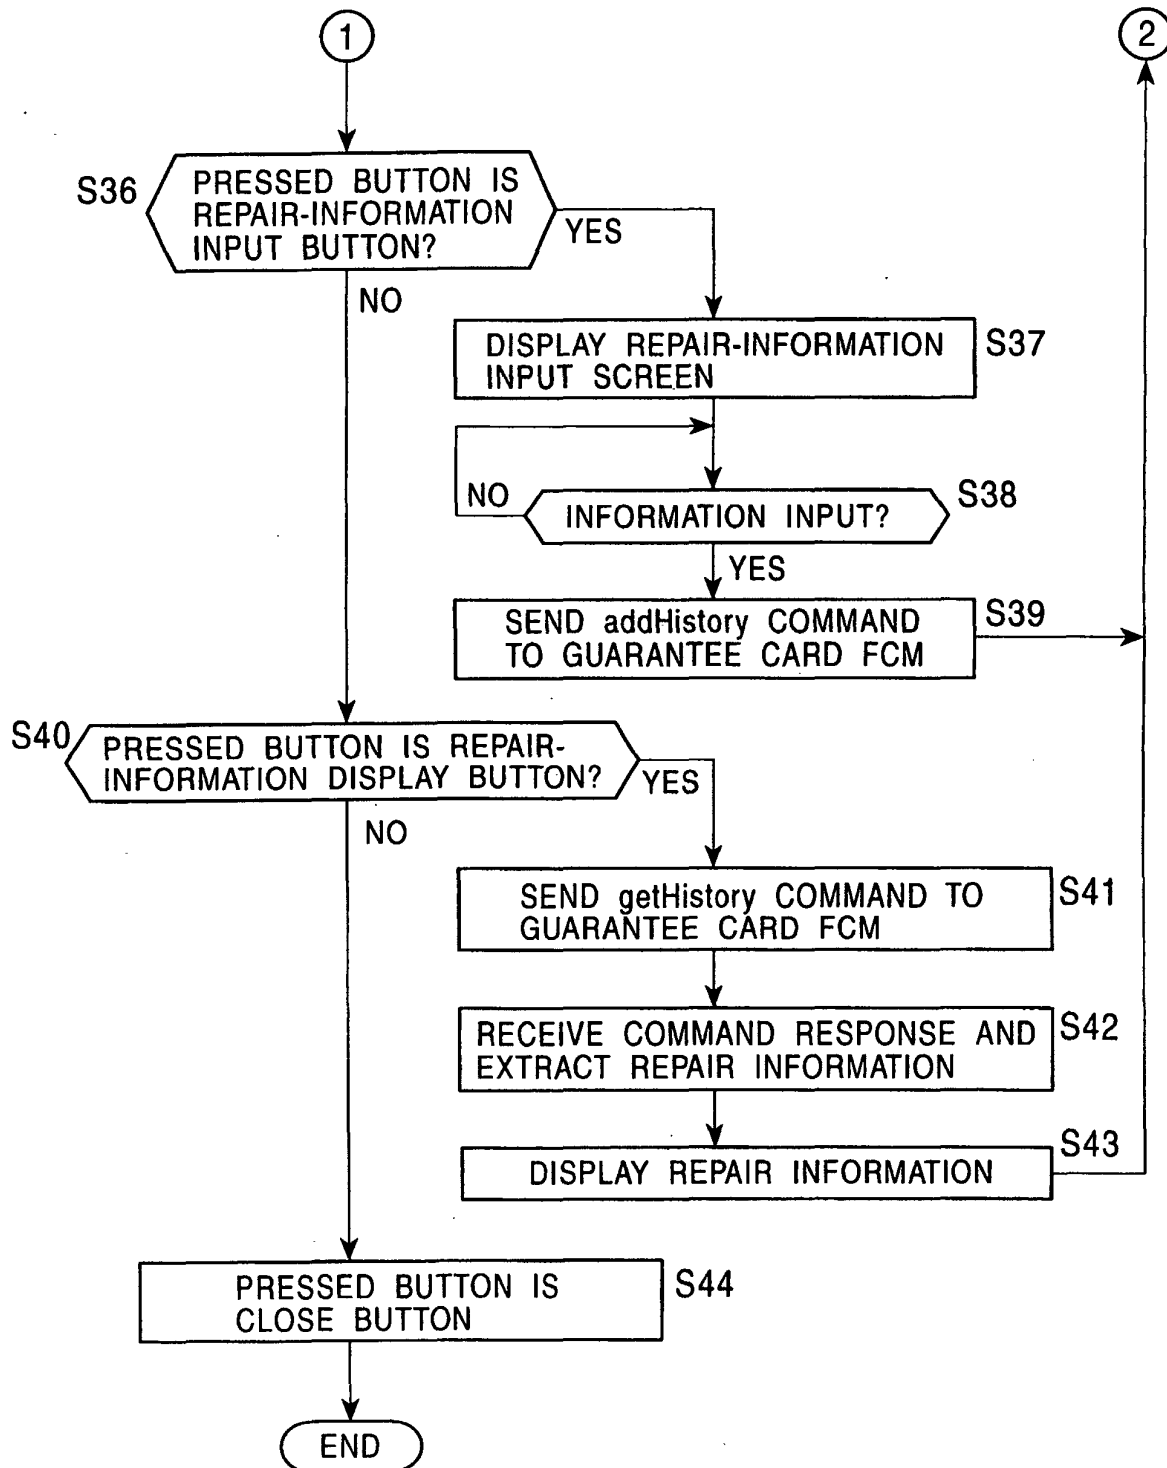 1
2
S36
PRESSED BUTTON IS
REPAIR-INFORMATION
INPUT BUTTON?
YES
NO
DISPLAY REPAIR-INFORMATION
INPUT SCREEN
S37
NO
INFORMATION INPUT?
S38
YES
SEND addHistory COMMAND
TO GUARANTEE CARD FCM
S39
S40
PRESSED BUTTON IS REPAIR-
INFORMATION DISPLAY BUTTON?
YES
NO
SEND getHistory COMMAND TO
GUARANTEE CARD FCM
S41
RECEIVE COMMAND RESPONSE AND
EXTRACT REPAIR INFORMATION
S42
DISPLAY REPAIR INFORMATION
S43
PRESSED BUTTON IS
CLOSE BUTTON
S44
END